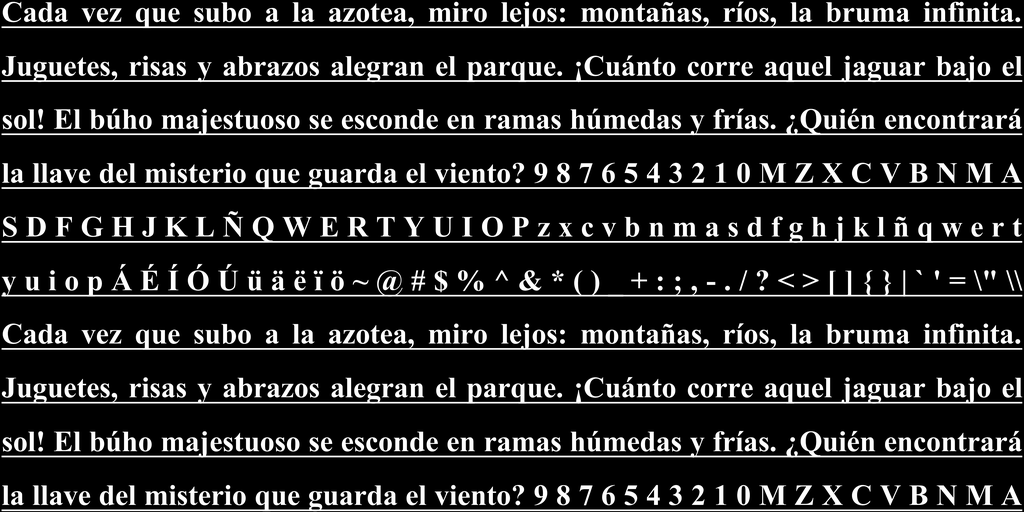 Cada vez que subo a la azotea, miro lejos: montañas, ríos, la bruma infinita.
Juguetes, risas y abrazos alegran el parque. ¡Cuánto corre aquel jaguar bajo el
sol! El búho majestuoso se esconde en ramas húmedas y frías. ¿Quién encontrará
la llave del misterio que guarda el viento? 9 8 7 6 5 4 3 2 1 0 M Z X C V B N M A
S D F G H J K L Ñ Q W E R T Y U I O P z x c v b n m a s d f g h j k l ñ q w e r t
y u i o p Á É Í Ó Ú ü ä ë ï ö ~ @ # $ % ^ & * ( ) _ + : ; , - . / ? < > [ ] { } | ` ' = \" \\
Cada vez que subo a la azotea, miro lejos: montañas, ríos, la bruma infinita.
Juguetes, risas y abrazos alegran el parque. ¡Cuánto corre aquel jaguar bajo el
sol! El búho majestuoso se esconde en ramas húmedas y frías. ¿Quién encontrará
la llave del misterio que guarda el viento? 9 8 7 6 5 4 3 2 1 0 M Z X C V B N M A